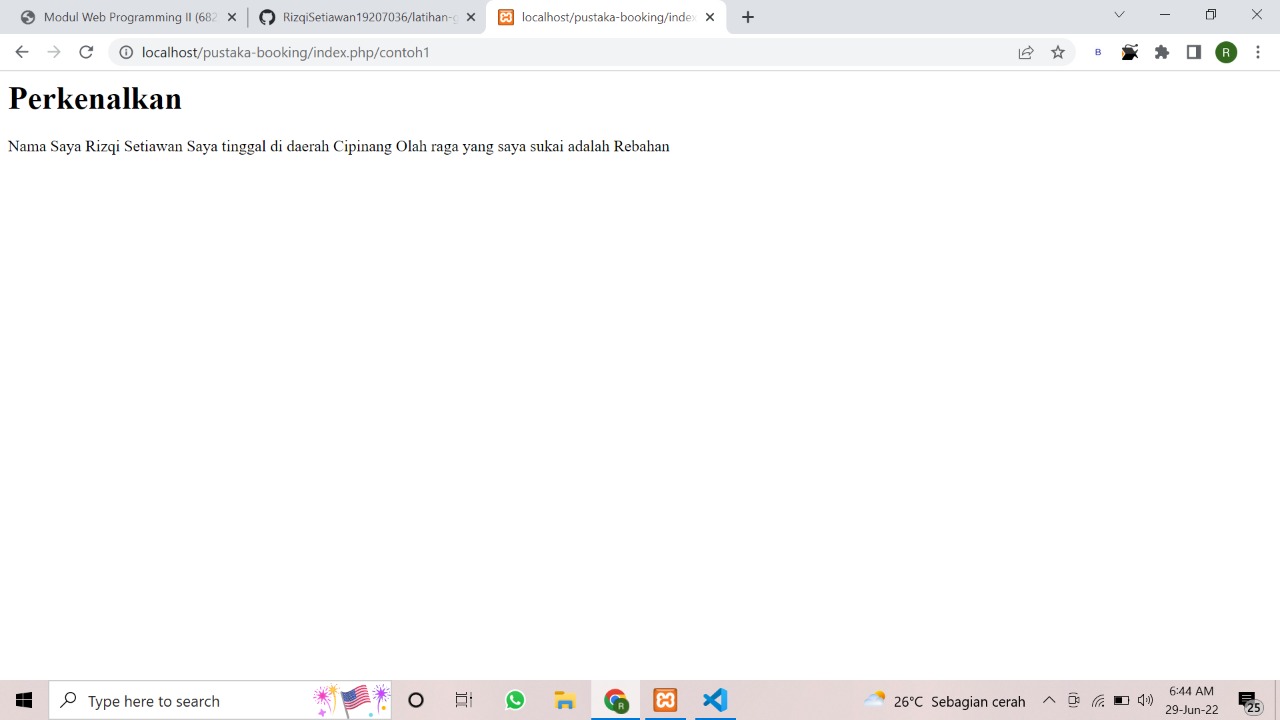 Modul Web Programming II (682
RizqiSetiawan19207036/latihan-g
localhost/pustaka-booking/index
localhost/pustaka-booking/index.php/contoh1
B
R
Perkenalkan
Nama Saya Rizqi Setiawan Saya tinggal di daerah Cipinang Olah raga yang saya sukai adalah Rebahan
Type here to search
R
26°C Sebagian cerah
6:44 AM
29-Jun-22
25